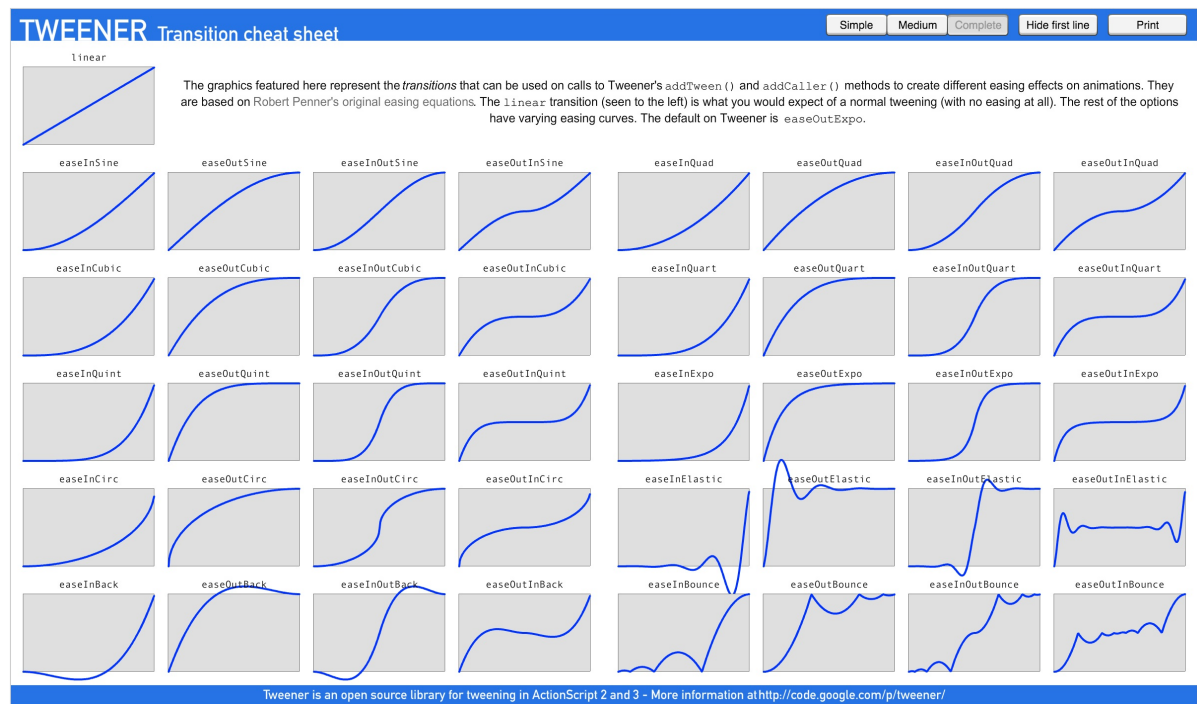 TWEENER Transition cheat sheet
Simple Medium Complete Hide first line Print
linear
The graphics featured here represent the transitions that can be used on calls to Tweener's addTween() and addCaller() methods to create different easing effects on animations. They
are based on Robert Penner's original easing equations. The linear transition (seen to the left) is what you would expect of a normal tweening (with no easing at all). The rest of the options
have varying easing curves. The default on Tweener is easeOutExpo.
easeInSine easeOutSine easeInOutSine easeOutInSine easeInQuad easeOutQuad easeInOutQuad easeOutInQuad
easeInCubic easeOutCubic easeInOutCubic easeOutInCubic easeInQuart easeOutQuart easeInOutQuart easeOutInQuart
easeInQuint easeOutQuint easeInOutQuint easeOutInQuint easeInExpo easeOutExpo easeInOutExpo easeOutInExpo
easeInCirc easeOutCirc easeInOutCirc easeOutInCirc easeInElastic easeOutElastic easeInOutElastic easeOutInElastic
easeInBack easeOutBack easeInOutBack easeOutInBack easeInBounce easeOutBounce easeInOutBounce easeOutInBounce
Tweener is an open source library for tweening in ActionScript 2 and 3 - More information at http://code.google.com/p/tweener/